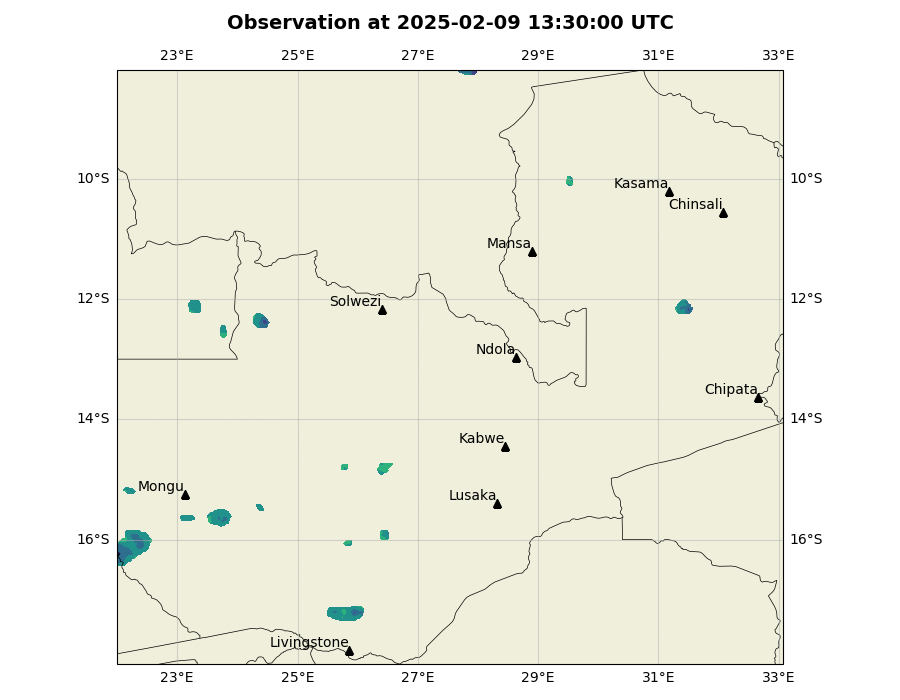 Observation at 2025-02-09 13:30:00 UTC
23°E 25°E 27°E 29°E 31°E 33°E
10°S 10°S
Kasama
Chinsali
Mansa
12°S 12°S
Solwezi
Ndola
Chipata
14°S 14°S
Kabwe
Mongu
Lusaka
16°S 16°S
Livingstone
23°E 25°E 27°E 29°E 31°E 33°E